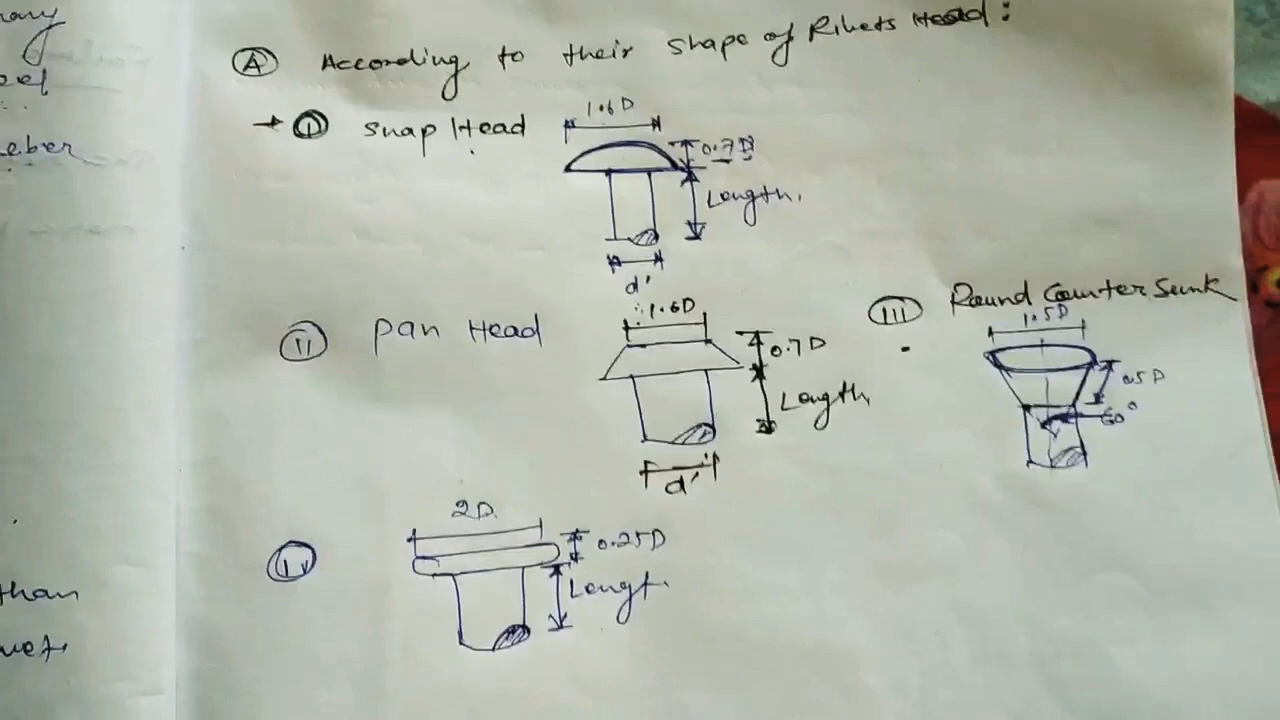 A According to their shape of Rivets Head:
→ I Snap Head
1.6D
0.7D
Length.
d'
II Pan Head
1.6D
0.7D
Length
d'
III Round Counter Sunk
1.5D
0.5D
60°
IV
2D
0.25D
Lengt.
eber
than